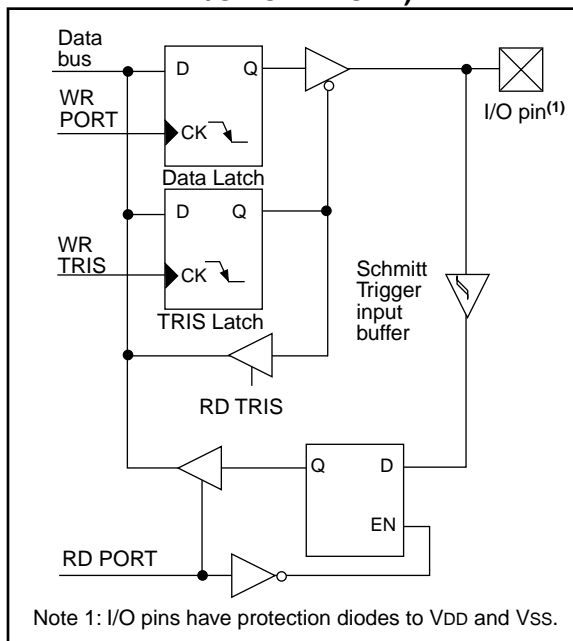 Data
bus
D
Q
WR
PORT
CK
I/O pin(1)
Data Latch
D
Q
WR
TRIS
CK
TRIS Latch
Schmitt
Trigger
input
buffer
RD TRIS
Q
D
EN
RD PORT
Note 1: I/O pins have protection diodes to VDD and VSS.